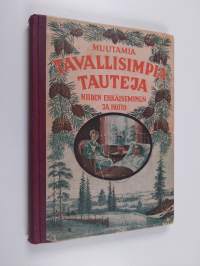 MUUTAMIA
TAVALLISIMPIA
TAUTEJA
NIIDEN EHKÄISEMINEN
JA HOITO